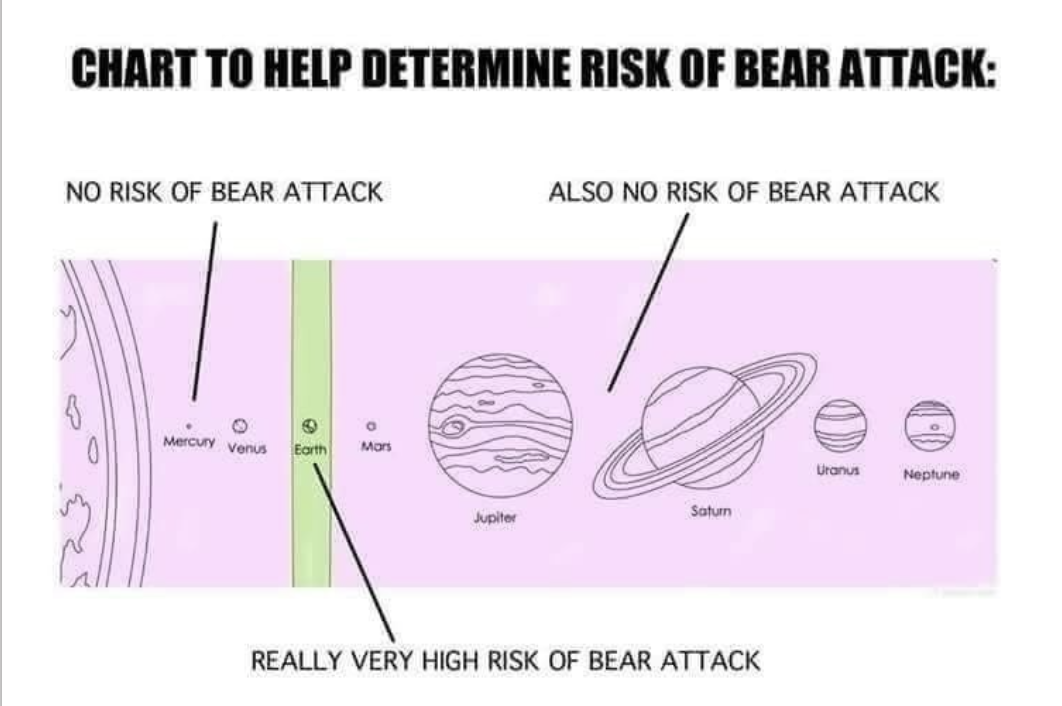 CHART TO HELP DETERMINE RISK OF BEAR ATTACK:
NO RISK OF BEAR ATTACK
ALSO NO RISK OF BEAR ATTACK
Mercury
Venus
Earth
Mars
Jupiter
Saturn
Uranus
Neptune
REALLY VERY HIGH RISK OF BEAR ATTACK